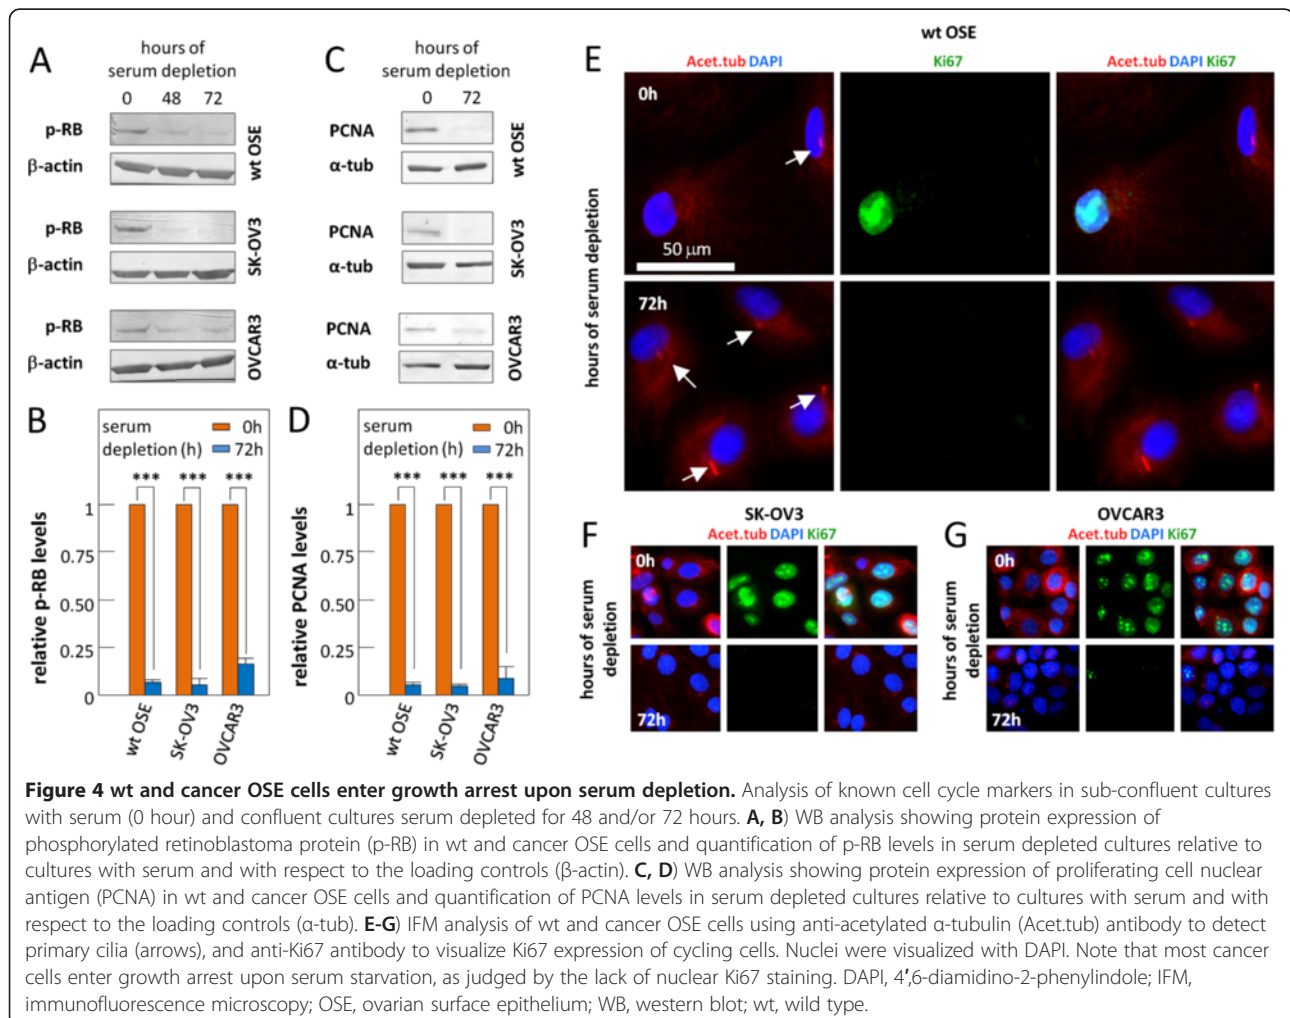 A
hours of
serum depletion
0 48 72
p-RB
β-actin
wt OSE
p-RB
β-actin
SK-OV3
p-RB
β-actin
OVCAR3
C
hours of
serum depletion
0 72
PCNA
α-tub
wt OSE
PCNA
α-tub
SK-OV3
PCNA
α-tub
OVCAR3
B
serum
depletion (h)
0h
72h
*** *** ***
relative p-RB levels
1
0.75
0.50
0.25
0
wt OSE
SK-OV3
OVCAR3
D
serum
depletion (h)
0h
72h
*** *** ***
relative PCNA levels
1
0.75
0.50
0.25
0
wt OSE
SK-OV3
OVCAR3
E
wt OSE
Acet.tub DAPI
Ki67
Acet.tub DAPI Ki67
hours of serum depletion
0h
50 μm
72h
F
SK-OV3
Acet.tub DAPI Ki67
hours of serum
depletion
0h
72h
G
OVCAR3
Acet.tub DAPI Ki67
hours of serum
depletion
0h
72h
Figure 4 wt and cancer OSE cells enter growth arrest upon serum depletion. Analysis of known cell cycle markers in sub-confluent cultures
with serum (0 hour) and confluent cultures serum depleted for 48 and/or 72 hours. A, B) WB analysis showing protein expression of
phosphorylated retinoblastoma protein (p-RB) in wt and cancer OSE cells and quantification of p-RB levels in serum depleted cultures relative to
cultures with serum and with respect to the loading controls (β-actin). C, D) WB analysis showing protein expression of proliferating cell nuclear
antigen (PCNA) in wt and cancer OSE cells and quantification of PCNA levels in serum depleted cultures relative to cultures with serum and with
respect to the loading controls (α-tub). E-G) IFM analysis of wt and cancer OSE cells using anti-acetylated α-tubulin (Acet.tub) antibody to detect
primary cilia (arrows), and anti-Ki67 antibody to visualize Ki67 expression of cycling cells. Nuclei were visualized with DAPI. Note that most cancer
cells enter growth arrest upon serum starvation, as judged by the lack of nuclear Ki67 staining. DAPI, 4′,6-diamidino-2-phenylindole; IFM,
immunofluorescence microscopy; OSE, ovarian surface epithelium; WB, western blot; wt, wild type.